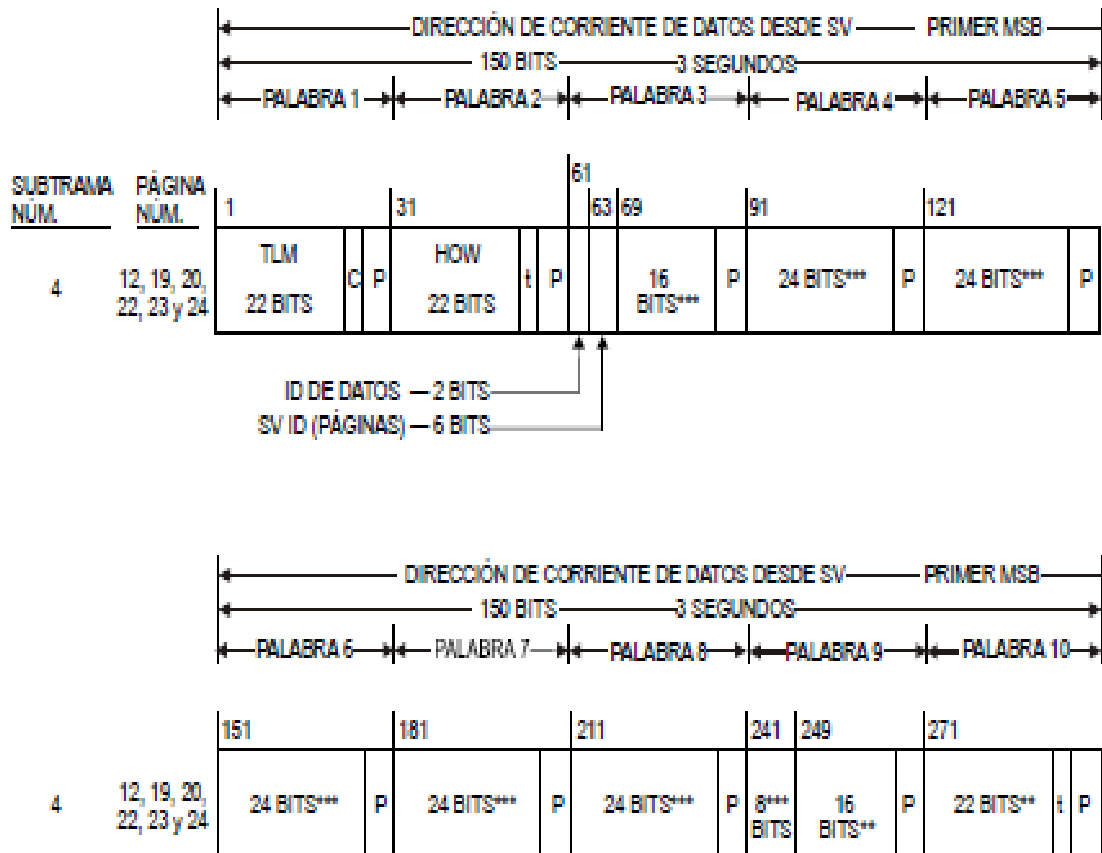 DIRECCIÓN DE CORRIENTE DE DATOS DESDE SV PRIMER MSB
150 BITS 3 SEGUNDOS
PALABRA 1 PALABRA 2 PALABRA 3 PALABRA 4 PALABRA 5
SUBTRAMA NÚM. PÁGINA NÚM.
1 31 61 63 69 91 121
4 12, 19, 20, 22, 23 y 24
TLM 22 BITS C P HOW 22 BITS t P 16 BITS*** P 24 BITS*** P 24 BITS*** P
ID DE DATOS — 2 BITS
SV ID (PÁGINAS) — 6 BITS
DIRECCIÓN DE CORRIENTE DE DATOS DESDE SV PRIMER MSB
150 BITS 3 SEGUNDOS
PALABRA 6 PALABRA 7 PALABRA 8 PALABRA 9 PALABRA 10
151 181 211 241 249 271
4 12, 19, 20, 22, 23 y 24
24 BITS*** P 24 BITS*** P 24 BITS*** P 8*** BITS 16 BITS** P 22 BITS** t P